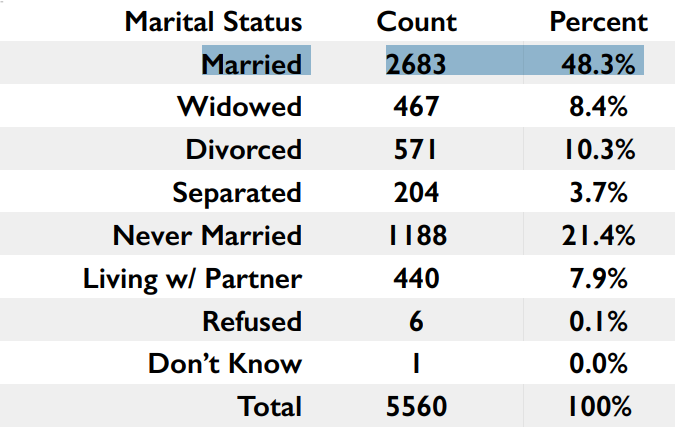 Marital Status Count Percent
Married 2683 48.3%
Widowed 467 8.4%
Divorced 571 10.3%
Separated 204 3.7%
Never Married 1188 21.4%
Living w/ Partner 440 7.9%
Refused 6 0.1%
Don’t Know 1 0.0%
Total 5560 100%